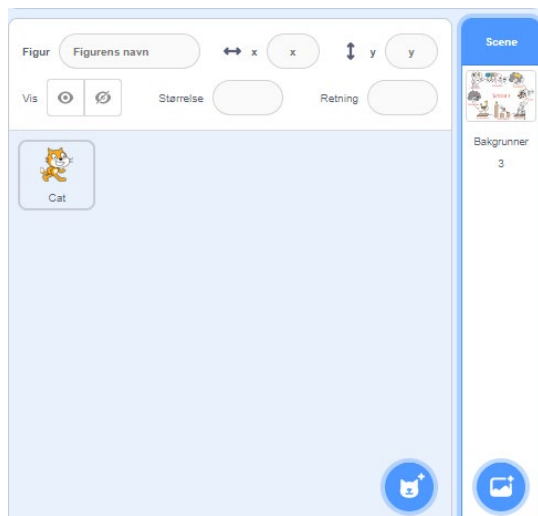 Figur Figurens navn x x y y
Vis Størrelse Retning
Cat
Scene
Bakgrunner
3